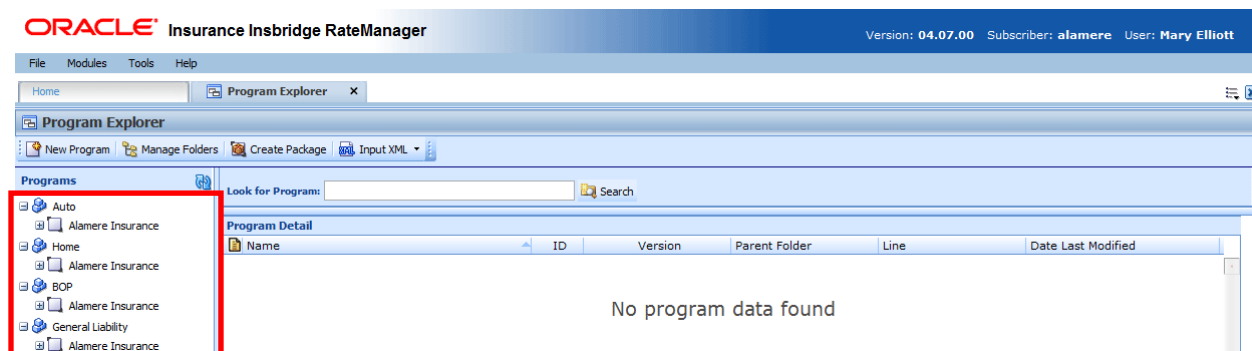 ORACLE Insurance Insbridge RateManager
Version: 04.07.00 Subscriber: alamere User: Mary Elliott
File Modules Tools Help
Home Program Explorer x
Program Explorer
New Program Manage Folders Create Package Input XML
Programs
Look for Program: Search
Auto
Alamere Insurance
Home
Alamere Insurance
BOP
Alamere Insurance
General Liability
Alamere Insurance
Program Detail
Name ID Version Parent Folder Line Date Last Modified
No program data found